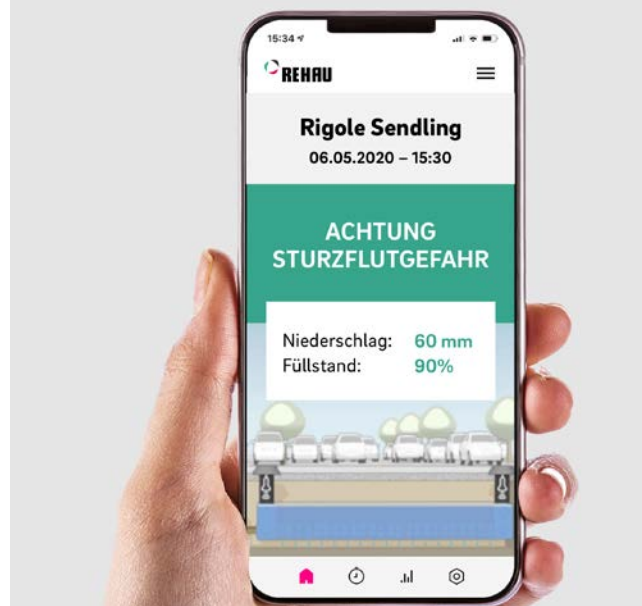 15:34
REHAU
Rigole Sendling
06.05.2020 – 15:30
ACHTUNG
STURZFLUTGEFAHR
Niederschlag: 60 mm
Füllstand: 90%